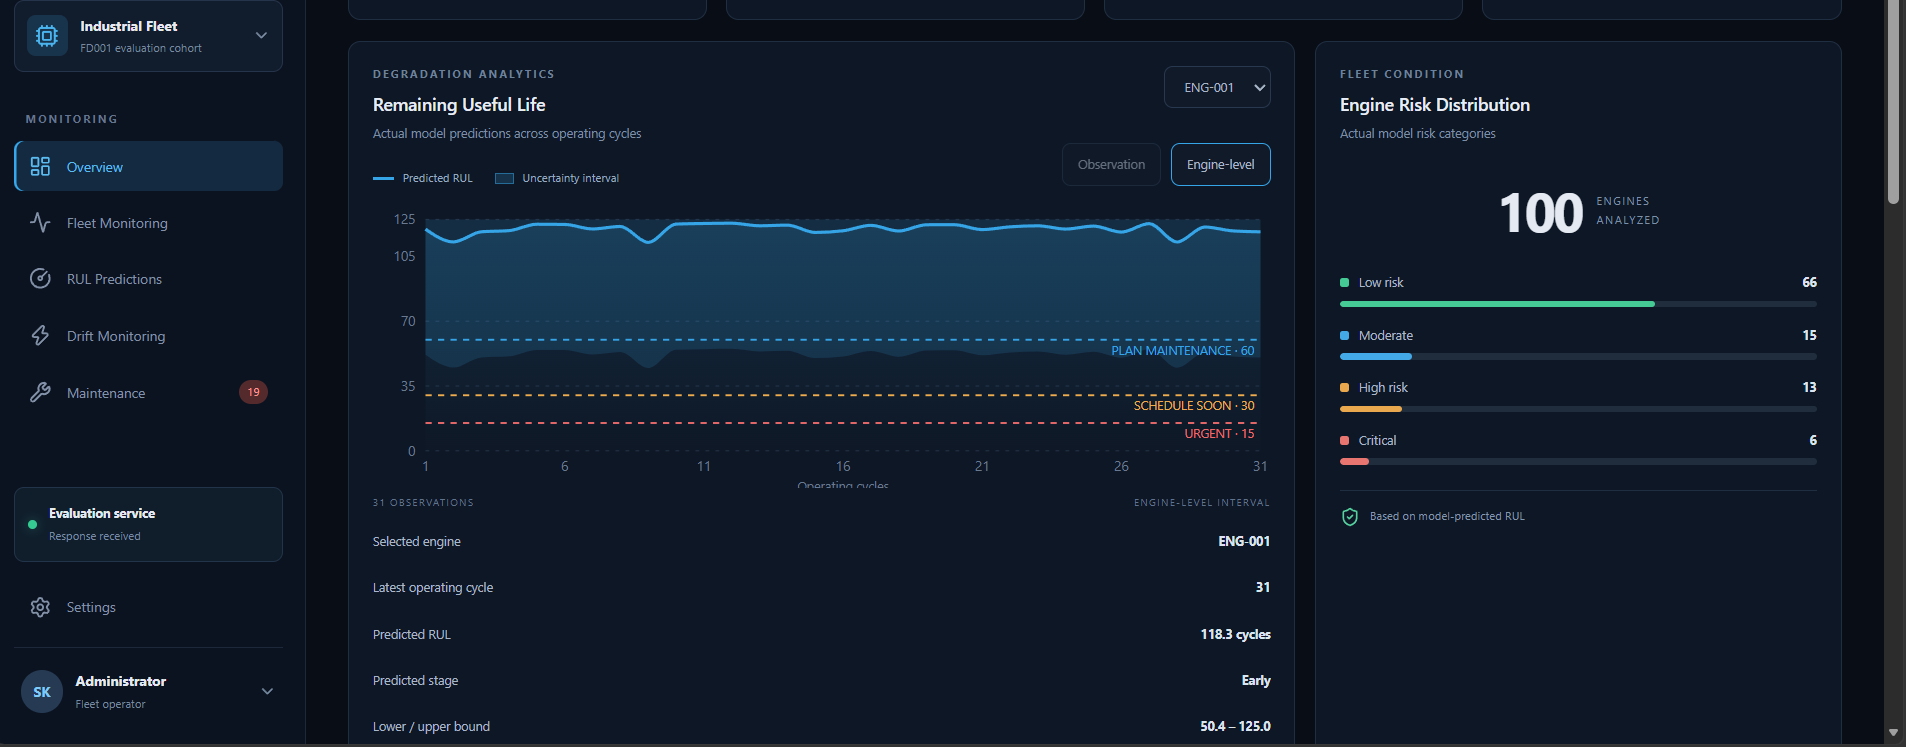 Industrial Fleet
FD001 evaluation cohort
MONITORING
Overview
Fleet Monitoring
RUL Predictions
Drift Monitoring
Maintenance
19
Evaluation service
Response received
Settings
SK
Administrator
Fleet operator
DEGRADATION ANALYTICS
Remaining Useful Life
Actual model predictions across operating cycles
ENG-001
Observation
Engine-level
Predicted RUL
Uncertainty interval
125
105
70
35
0
PLAN MAINTENANCE · 60
SCHEDULE SOON · 30
URGENT · 15
1 6 11 16 21 26 31
Operating cycles
31 OBSERVATIONS
ENGINE-LEVEL INTERVAL
Selected engine ENG-001
Latest operating cycle 31
Predicted RUL 118.3 cycles
Predicted stage Early
Lower / upper bound 50.4 – 125.0
FLEET CONDITION
Engine Risk Distribution
Actual model risk categories
100
ENGINES
ANALYZED
Low risk 66
Moderate 15
High risk 13
Critical 6
Based on model-predicted RUL